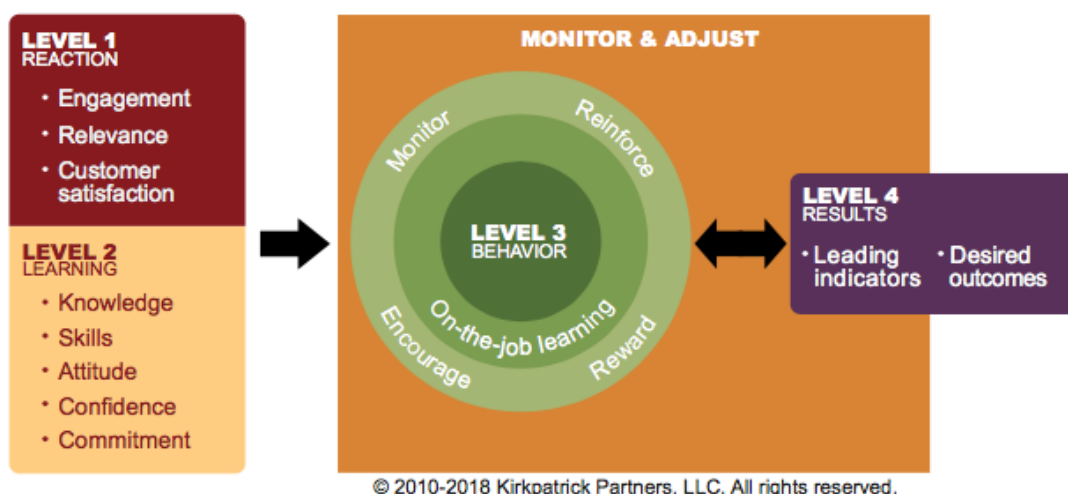 LEVEL 1
REACTION
• Engagement
• Relevance
• Customer
satisfaction
LEVEL 2
LEARNING
• Knowledge
• Skills
• Attitude
• Confidence
• Commitment
MONITOR & ADJUST
Monitor
Reinforce
LEVEL 3
BEHAVIOR
On-the-job learning
Encourage
Reward
LEVEL 4
RESULTS
• Leading
indicators
• Desired
outcomes
© 2010-2018 Kirkpatrick Partners, LLC. All rights reserved.